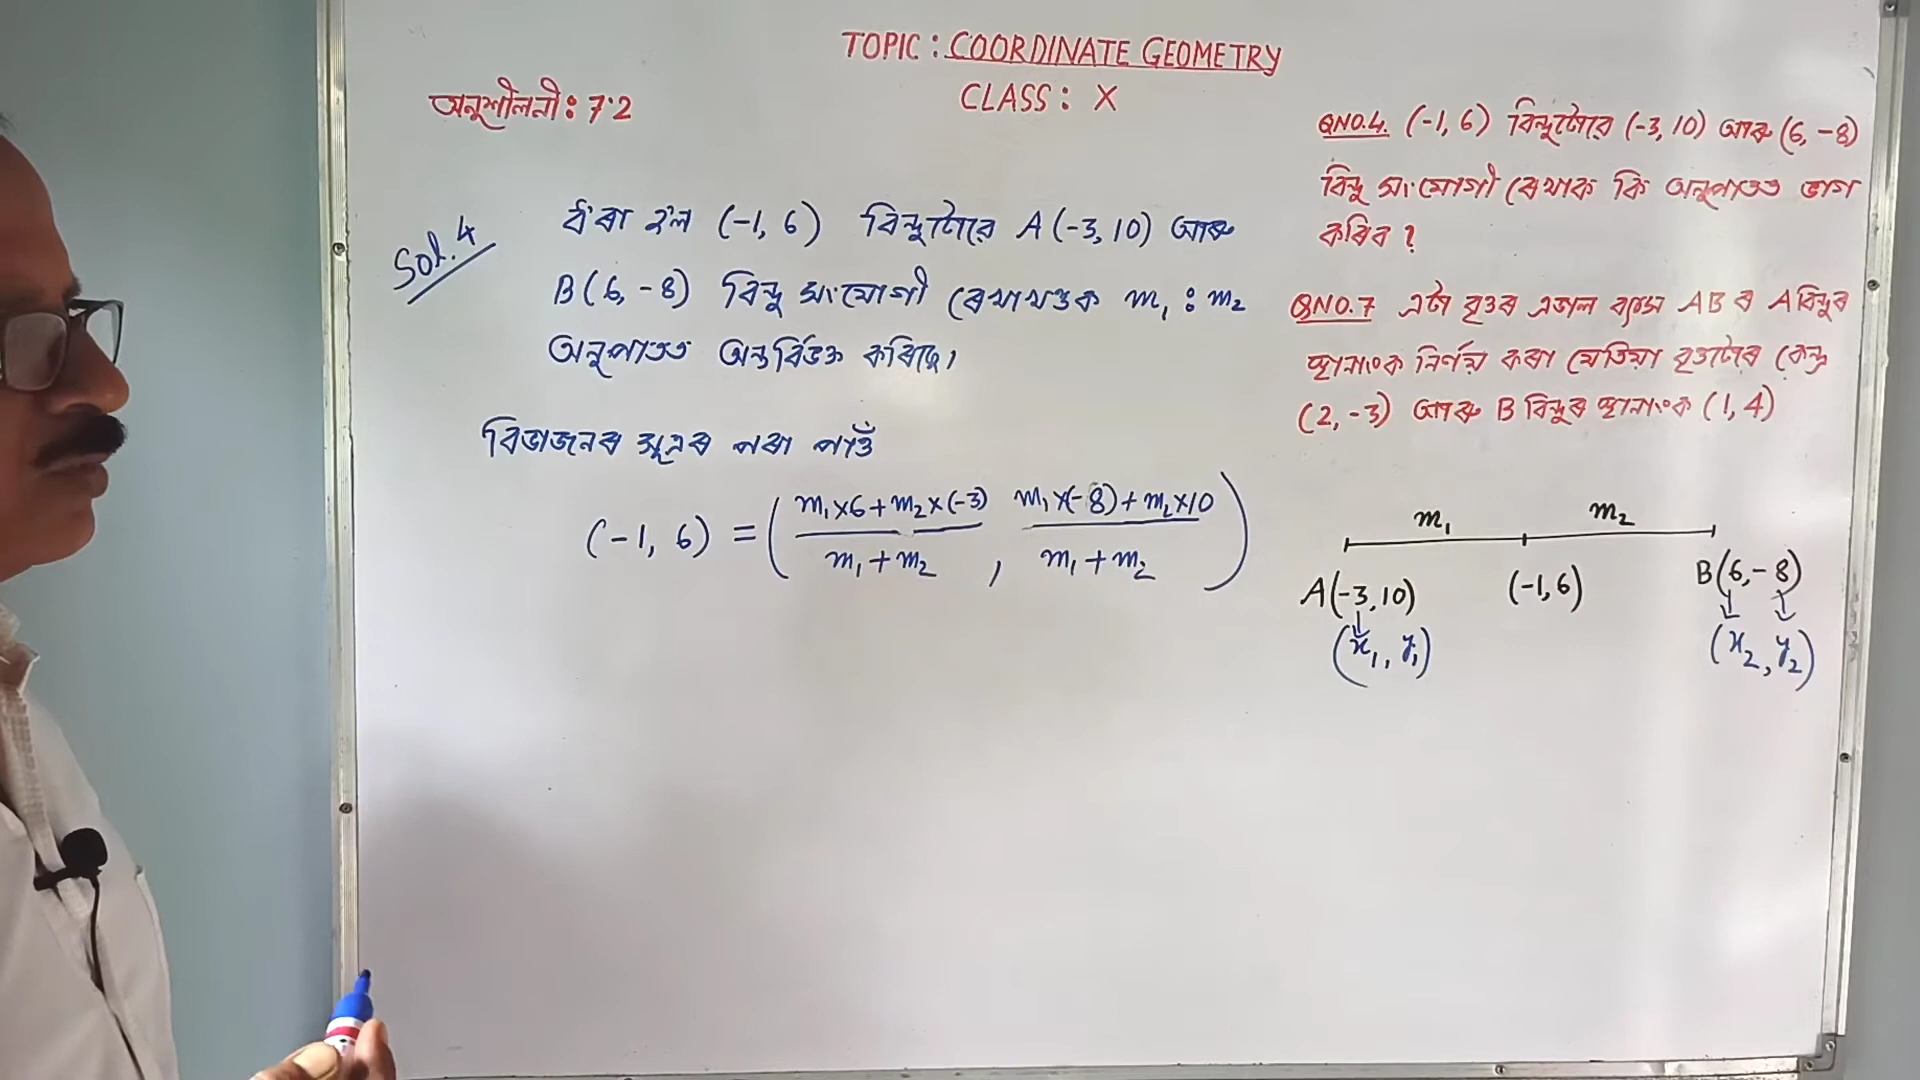 TOPIC : COORDINATE GEOMETRY
CLASS : X
অনুশীলনী : 7.2
Sol. 4
ধৰা হ'ল (-1, 6) বিন্দুটোৱে A (-3, 10) আৰু
B (6, -8) বিন্দু সংযোগী ৰেখাখণ্ডক m₁ : m₂
অনুপাতত অন্তৰ্বিভক্ত কৰিছে।
বিভাজনৰ সূত্ৰৰ পৰা পাওঁ
(-1, 6) = ( (m₁×6 + m₂×(-3))/(m₁+m₂) , (m₁×(-8) + m₂×10)/(m₁+m₂) )
QNO.4. (-1, 6) বিন্দুটোৱে (-3, 10) আৰু (6, -8)
বিন্দু সংযোগী ৰেখাক কি অনুপাতত ভাগ
কৰিব ?
QNO.7 এটা বৃত্তৰ এডাল ব্যাস AB ৰ A বিন্দুৰ
স্থানাংক নিৰ্ণয় কৰা যেতিয়া বৃত্তটোৰ কেন্দ্ৰ
(2, -3) আৰু B বিন্দুৰ স্থানাংক (1, 4)
m₁ m₂
A(-3, 10) (-1, 6) B(6, -8)
(x₁, y₁) (x₂, y₂)